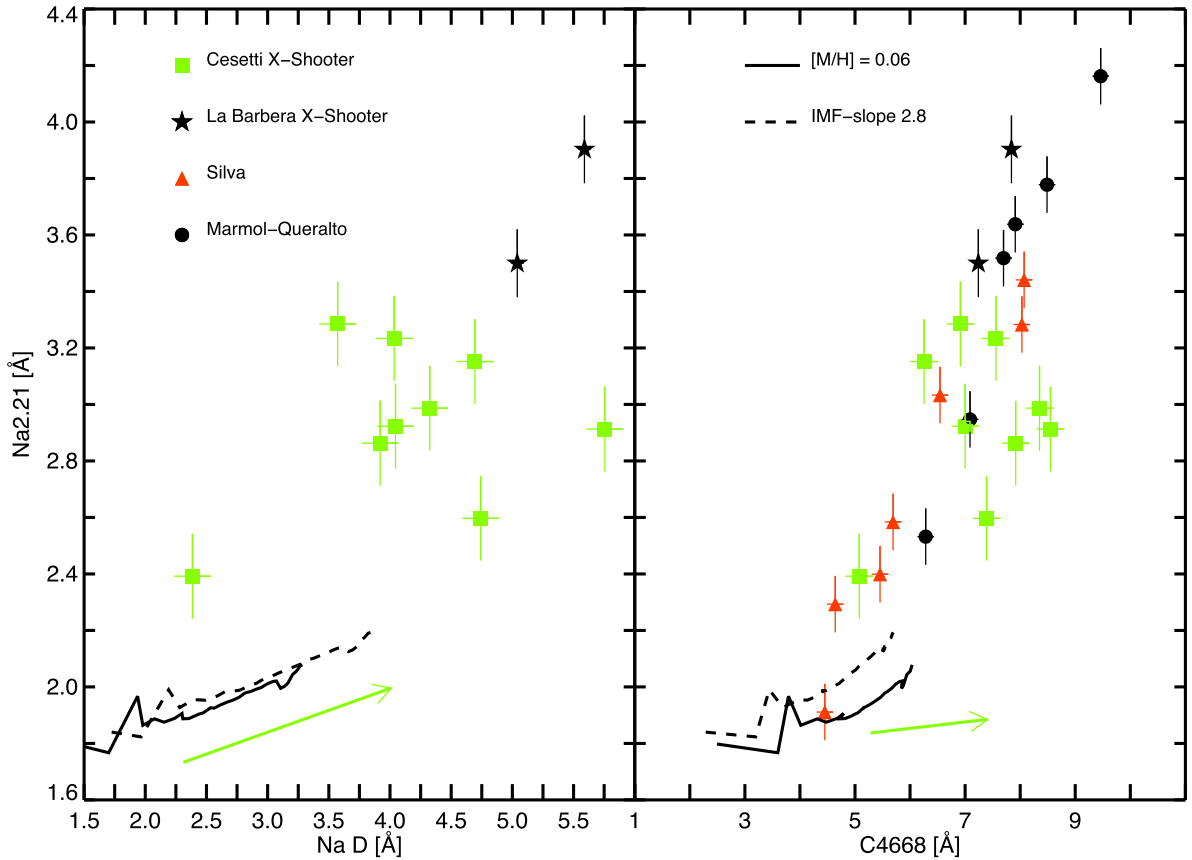 4.4
4.0
3.6
3.2
2.8
2.4
2.0
1.6
Na2.21 [Å]
Cesetti X−Shooter
La Barbera X−Shooter
Silva
Marmol−Queralto
[M/H] = 0.06
IMF−slope 2.8
1.5 2.0 2.5 3.0 3.5 4.0 4.5 5.0 5.5 1 3 5 7 9
Na D [Å] C4668 [Å]